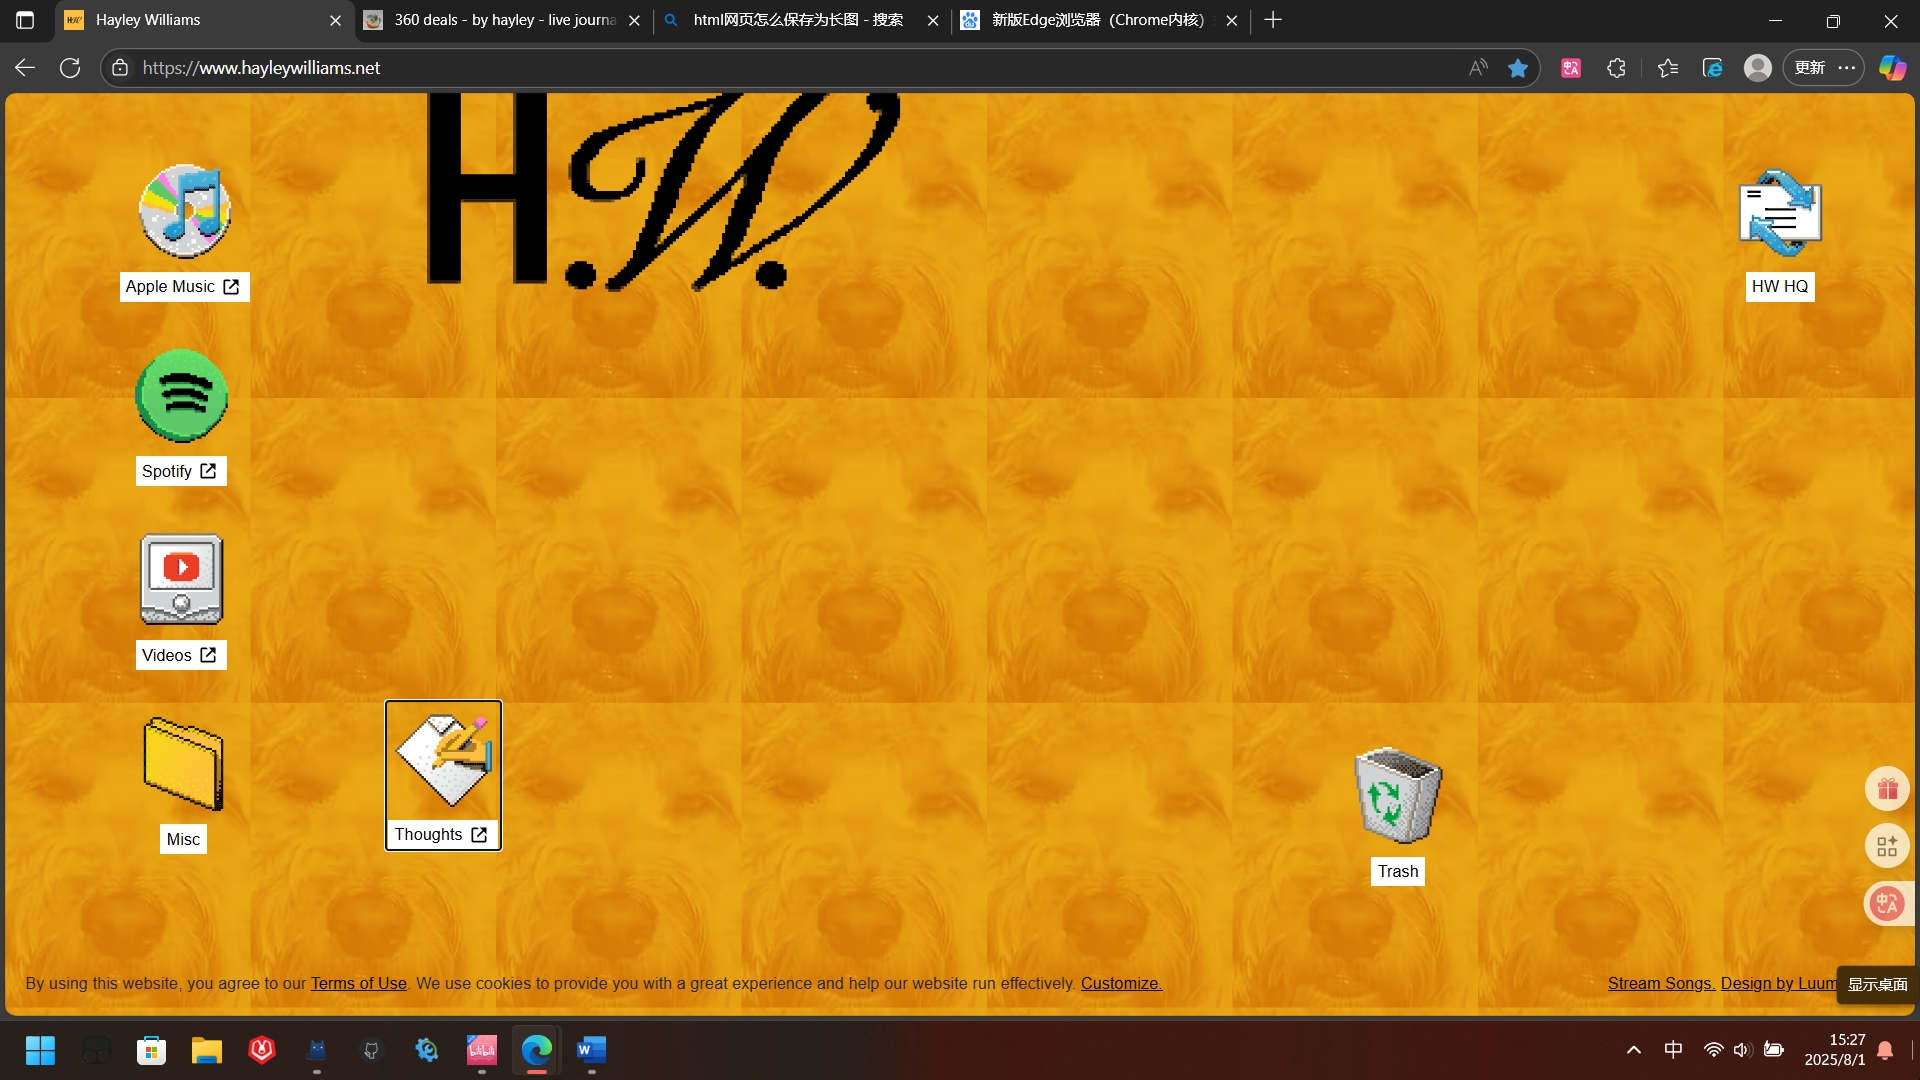 Hayley Williams
360 deals - by hayley - live journa
html网页怎么保存为长图 - 搜索
新版Edge浏览器（Chrome内核）
https://www.hayleywilliams.net
更新
H.W.
Apple Music
HW HQ
Spotify
Videos
Misc
Thoughts
Trash
By using this website, you agree to our Terms of Use. We use cookies to provide you with a great experience and help our website run effectively. Customize.
Stream Songs. Design by Luum
显示桌面
中
15:27
2025/8/1